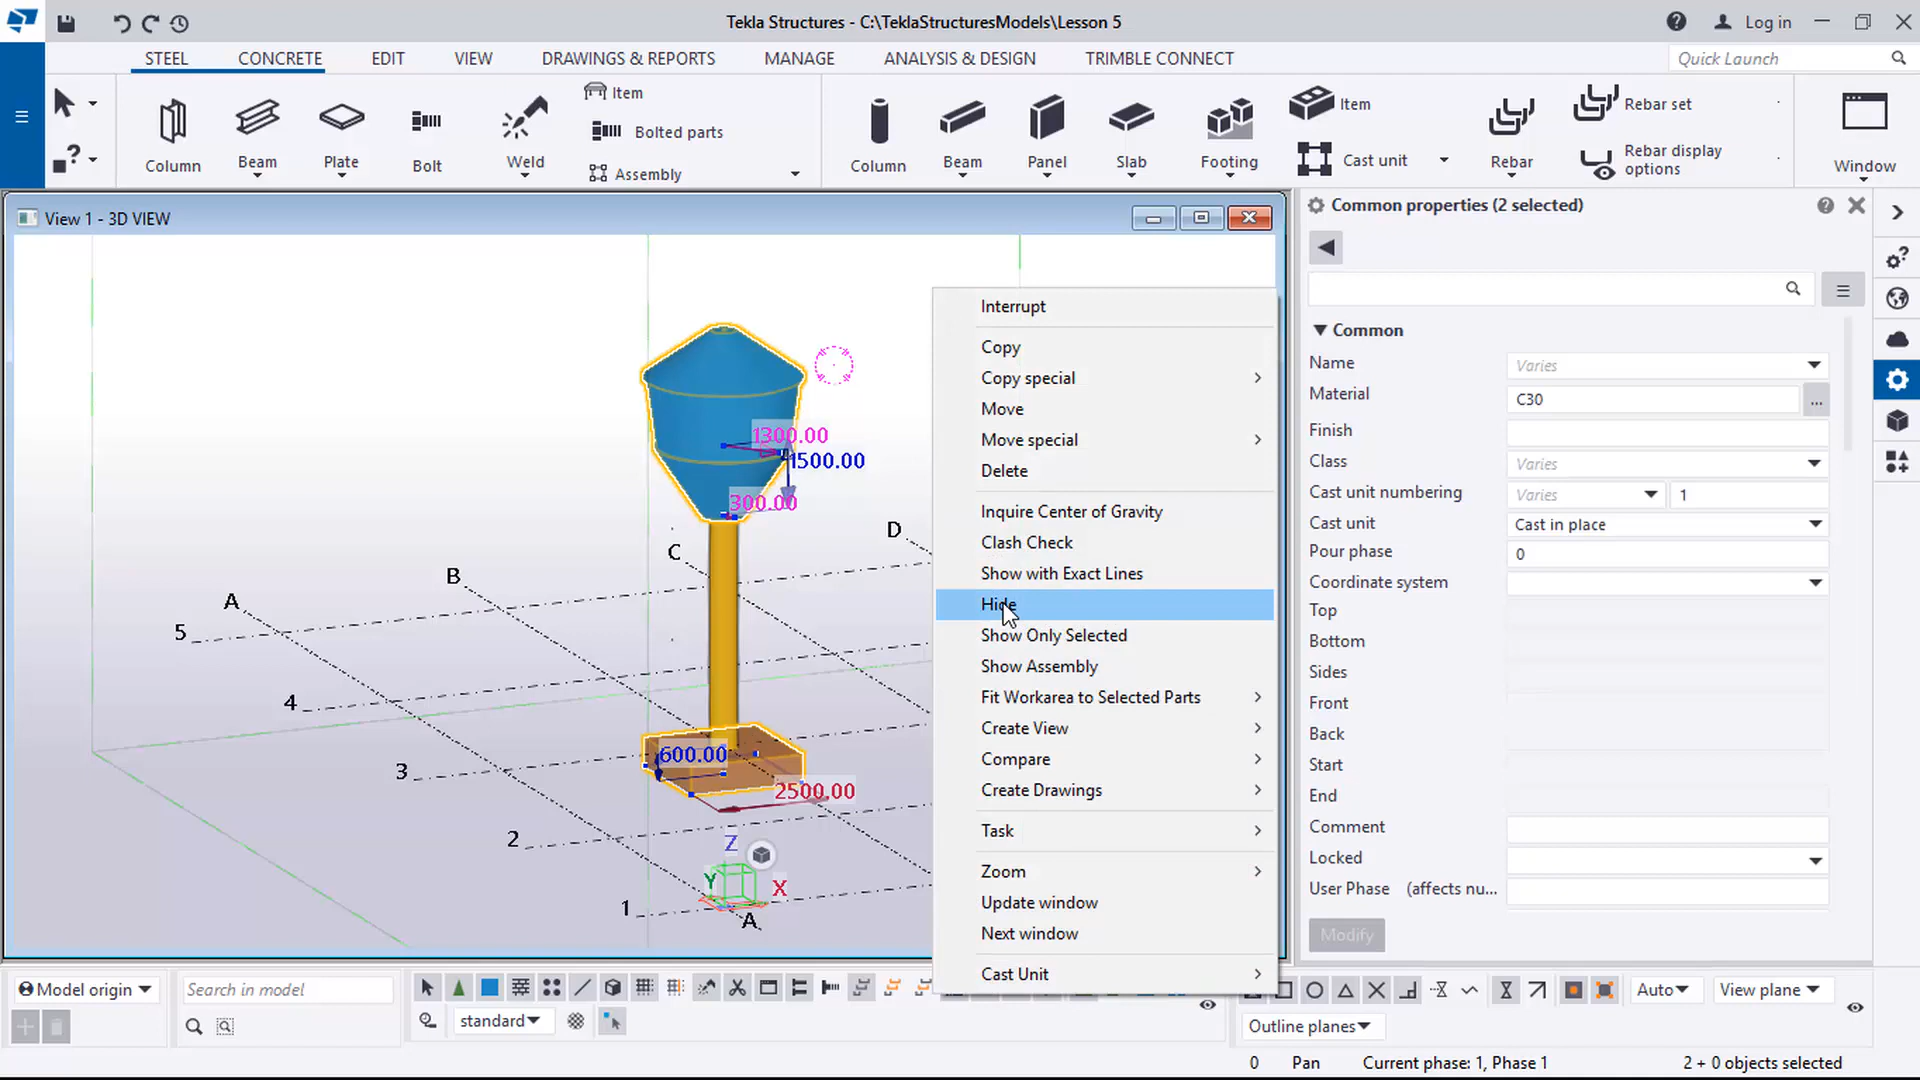 Tekla Structures - C:\TeklaStructuresModels\Lesson 5
Log in
STEEL
CONCRETE
EDIT
VIEW
DRAWINGS & REPORTS
MANAGE
ANALYSIS & DESIGN
TRIMBLE CONNECT
Quick Launch
Column
Beam
Plate
Bolt
Weld
Item
Bolted parts
Assembly
Column
Beam
Panel
Slab
Footing
Item
Cast unit
Rebar
Rebar set
Rebar display
options
Window
View 1 - 3D VIEW
1300.00
1500.00
300.00
600.00
2500.00
A
B
C
D
5
4
3
2
1
A
Z
Y
X
Interrupt
Copy
Copy special
Move
Move special
Delete
Inquire Center of Gravity
Clash Check
Show with Exact Lines
Hide
Show Only Selected
Show Assembly
Fit Workarea to Selected Parts
Create View
Compare
Create Drawings
Task
Zoom
Update window
Next window
Cast Unit
Common properties (2 selected)
Common
Name
Varies
Material
C30
...
Finish
Class
Varies
Cast unit numbering
Varies
1
Cast unit
Cast in place
Pour phase
0
Coordinate system
Top
Bottom
Sides
Front
Back
Start
End
Comment
Locked
User Phase (affects nu...
Modify
Model origin
Search in model
standard
Auto
View plane
Outline planes
0
Pan
Current phase: 1, Phase 1
2 + 0 objects selected